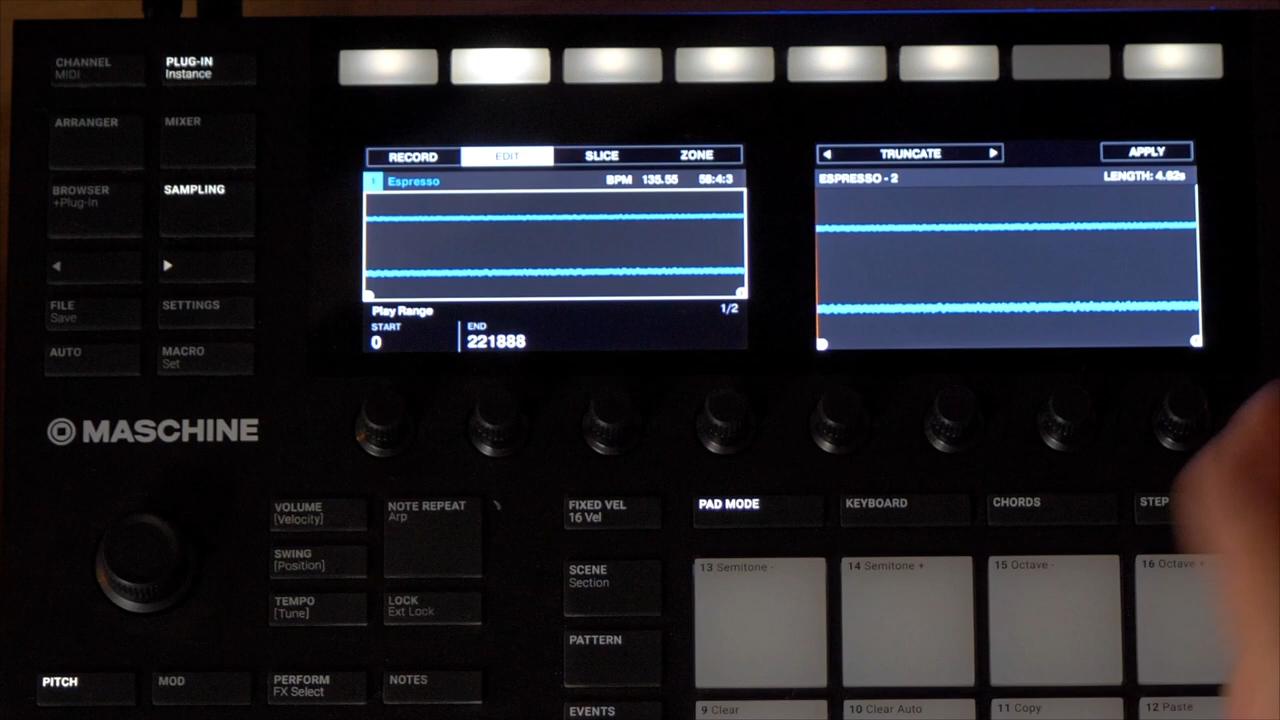 CHANNEL
MIDI
PLUG-IN
Instance
ARRANGER
MIXER
BROWSER
+Plug-In
SAMPLING
FILE
Save
SETTINGS
AUTO
MACRO
Set
MASCHINE
RECORD EDIT SLICE ZONE
1 Espresso BPM 135.55 58:4:3
Play Range 1/2
START END
0 221888
TRUNCATE APPLY
ESPRESSO - 2 LENGTH: 4.62s
VOLUME
[Velocity]
NOTE REPEAT
Arp
SWING
[Position]
TEMPO
[Tune]
LOCK
Ext Lock
PITCH
MOD
PERFORM
FX Select
NOTES
FIXED VEL
16 Vel
PAD MODE
KEYBOARD
CHORDS
STEP
SCENE
Section
PATTERN
EVENTS
13 Semitone -
14 Semitone +
15 Octave -
16 Octave +
9 Clear
10 Clear Auto
11 Copy
12 Paste